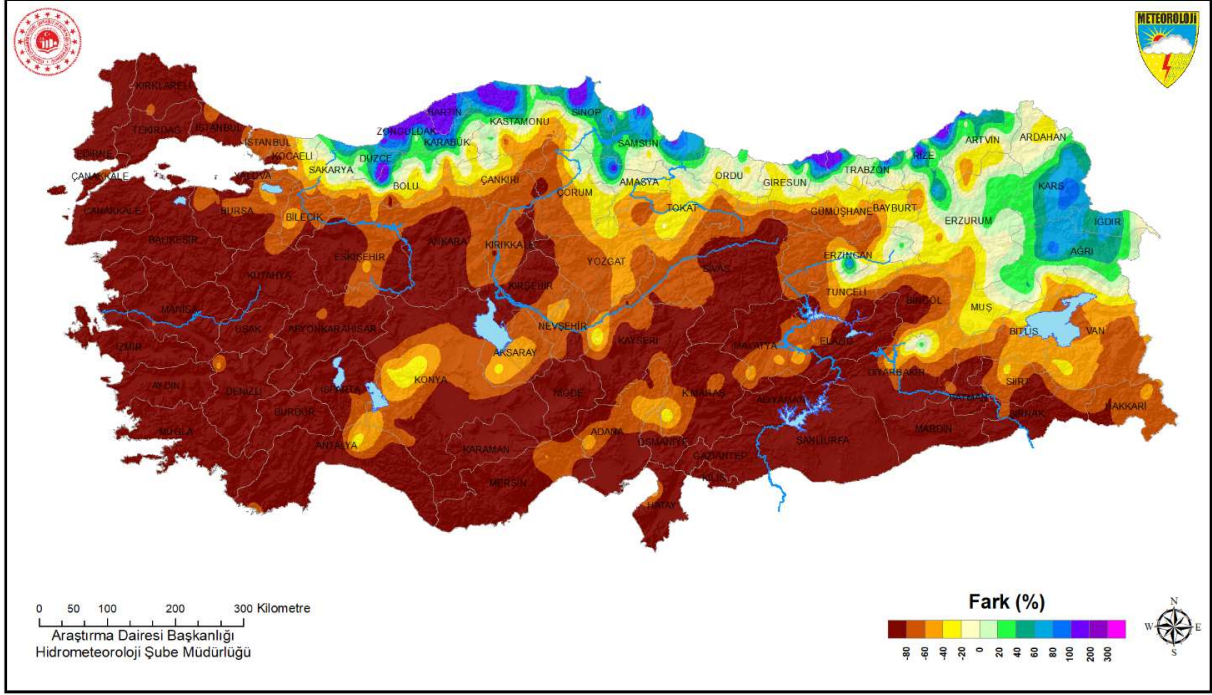 METEOROLOJİ
KIRKLARELİ
TEKİRDAĞ
İSTANBUL
İSTANBUL
EDİRNE
ÇANAKKALE
KOCAELİ
YALOVA
SAKARYA
DÜZCE
ZONGULDAK
BARTIN
KARABÜK
KASTAMONU
SİNOP
SAMSUN
BOLU
ÇANKIRI
ÇORUM
AMASYA
TOKAT
ORDU
GİRESUN
TRABZON
RİZE
ARTVİN
ARDAHAN
KARS
IĞDIR
AĞRI
ERZURUM
BAYBURT
GÜMÜŞHANE
ERZİNCAN
ÇANAKKALE
BURSA
BİLECİK
BALIKESİR
ESKİŞEHİR
ANKARA
KIRIKKALE
YOZGAT
SİVAS
TUNCELİ
BİNGÖL
MUŞ
BİTLİS
VAN
KÜTAHYA
KIRŞEHİR
MANİSA
UŞAK
AFYONKARAHİSAR
NEVŞEHİR
KAYSERİ
MALATYA
ELAZIĞ
DİYARBAKIR
İZMİR
AKSARAY
KONYA
SİİRT
AYDIN
DENİZLİ
ISPARTA
NİĞDE
K.MARAŞ
ADIYAMAN
BATMAN
ŞIRNAK
HAKKARİ
BURDUR
MUĞLA
ANTALYA
KARAMAN
ADANA
OSMANİYE
ŞANLIURFA
MARDİN
GAZİANTEP
KİLİS
MERSİN
HATAY
0 50 100 200 300 Kilometre
Araştırma Dairesi Başkanlığı
Hidrometeoroloji Şube Müdürlüğü
Fark (%)
-80 -60 -40 -20 0 20 40 60 80 100 200 300
N
W E
S